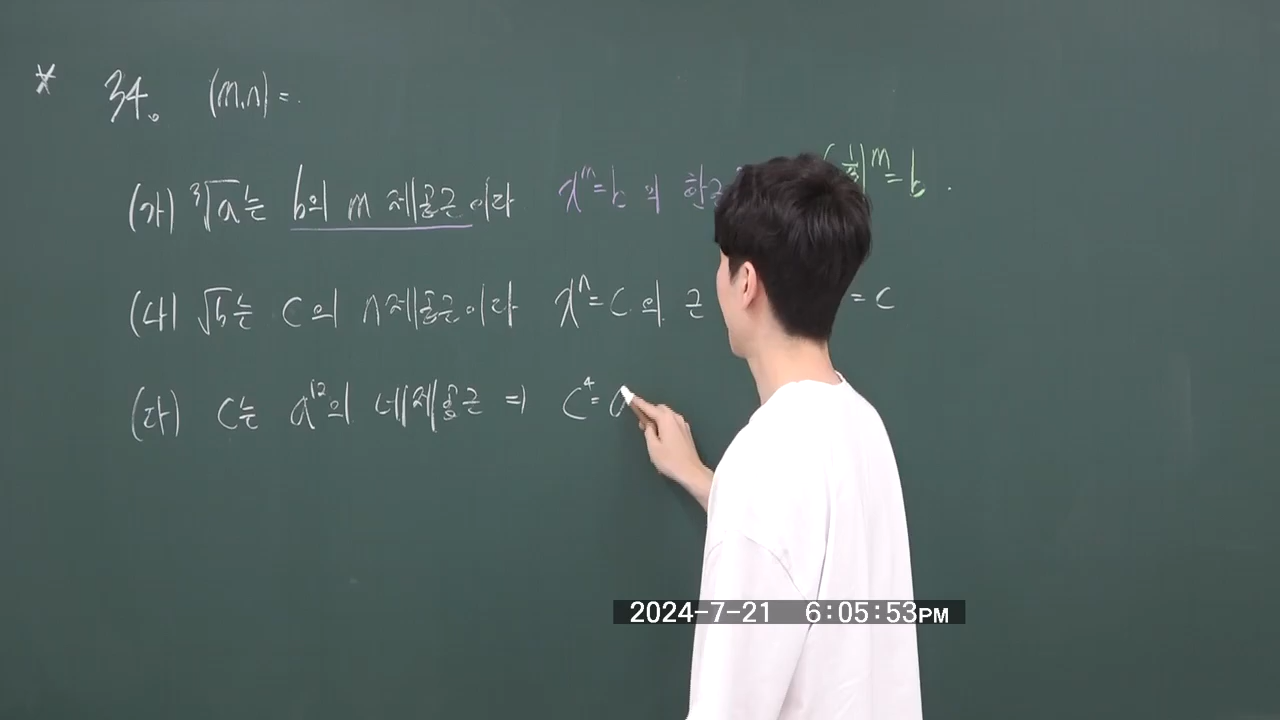 * 34. (m,n) =
(가) ∛a는 b의 m제곱근이다 x^m=b의 한근 )^m=b.
(나) √b는 c의 n제곱근이다 x^n=c의 근 =c
(다) c는 a^12의 네제곱근 ⇒ c^4=a
2024-7-21 6:05:53PM